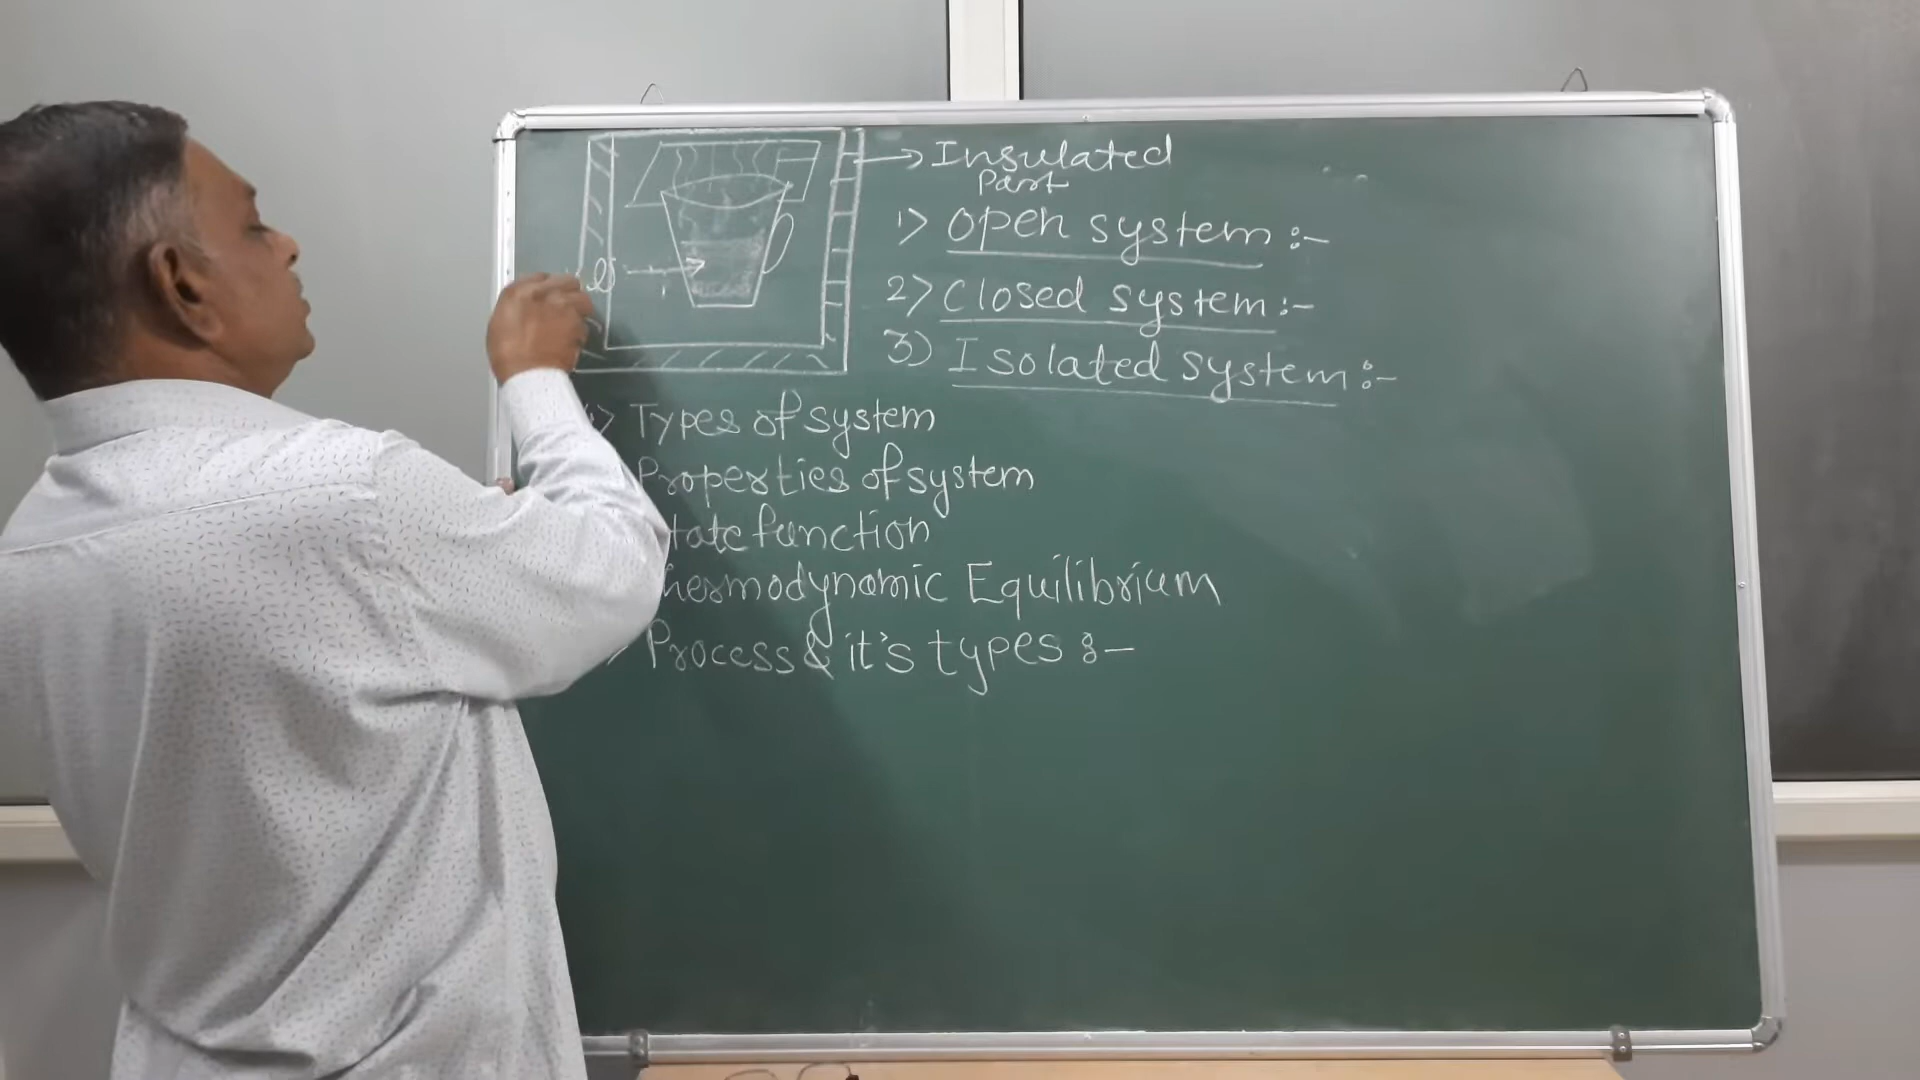 Insulated
Part
1> open system :-
2> Closed system :-
3) Isolated system :-
Types of system
Properties of system
tate function
hermodynamic Equilibrium
Process & it's types :-